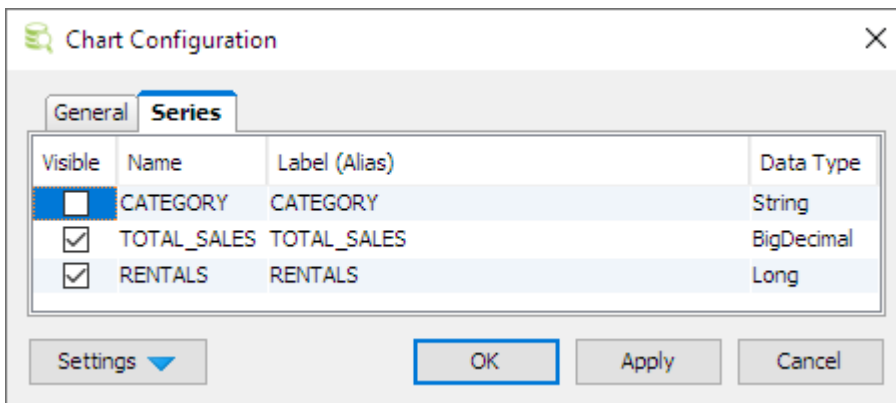 Chart Configuration
General Series
Visible Name Label (Alias) Data Type
CATEGORY CATEGORY String
TOTAL_SALES TOTAL_SALES BigDecimal
RENTALS RENTALS Long
Settings OK Apply Cancel